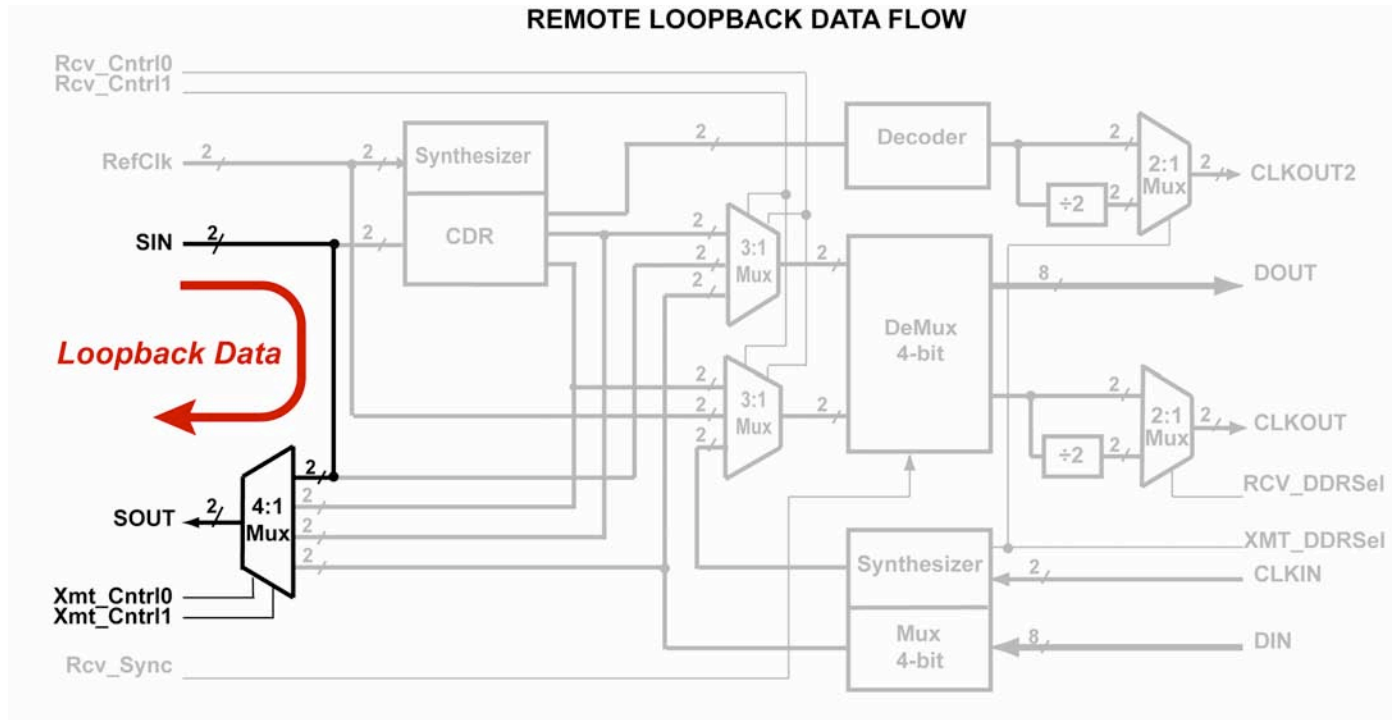 REMOTE LOOPBACK DATA FLOW
Rcv_Cntrl0
Rcv_Cntrl1
RefClk
2
2
Synthesizer
CDR
2
Decoder
2
2:1
Mux
2
CLKOUT2
÷2
2
SIN
2
2
2
2
2
3:1
Mux
2
8
DOUT
DeMux
4-bit
Loopback Data
2
2
2
3:1
Mux
2
2
2:1
Mux
2
CLKOUT
÷2
2
RCV_DDRSel
2
2
2
2
4:1
Mux
2
SOUT
XMT_DDRSel
Synthesizer
2
CLKIN
Xmt_Cntrl0
Xmt_Cntrl1
Mux
4-bit
8
DIN
Rcv_Sync